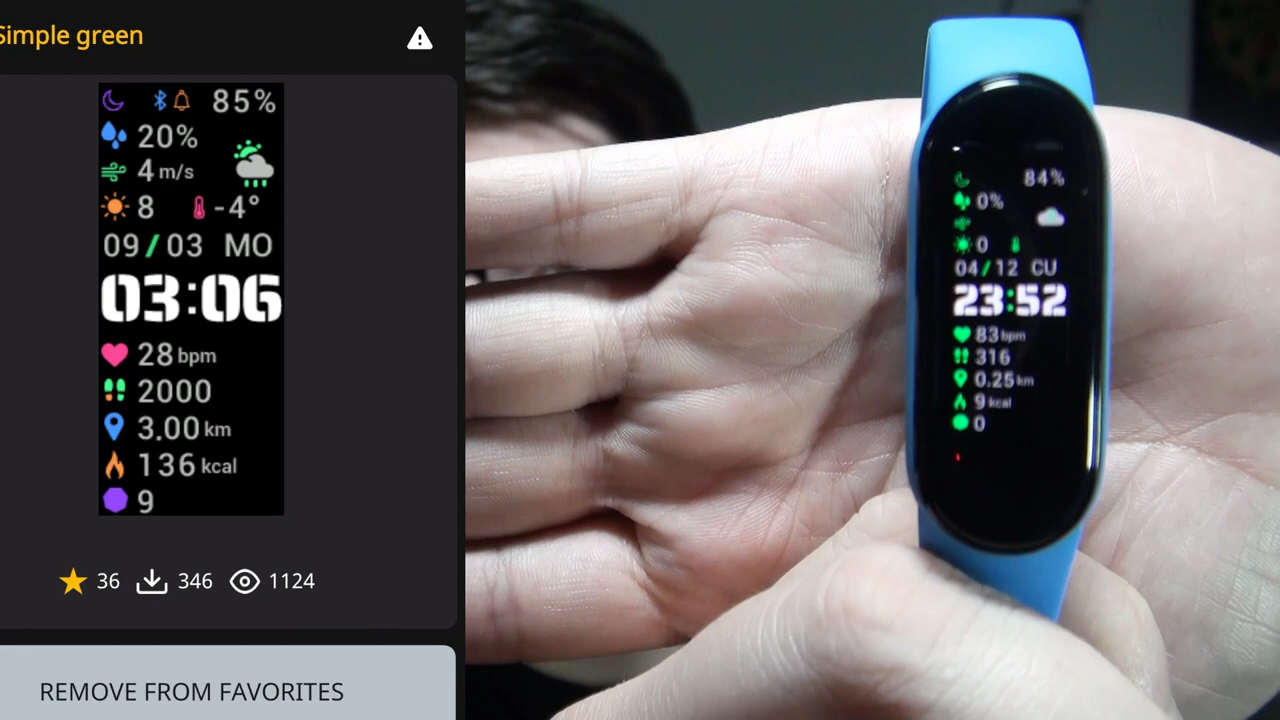 Simple green
85%
20%
4 m/s
8 -4°
09/03 MO
03:06
28 bpm
2000
3.00 km
136 kcal
9
36 346 1124
REMOVE FROM FAVORITES
84%
0%
0
04/12 CU
23:52
83 bpm
316
0.25 km
9 kcal
0